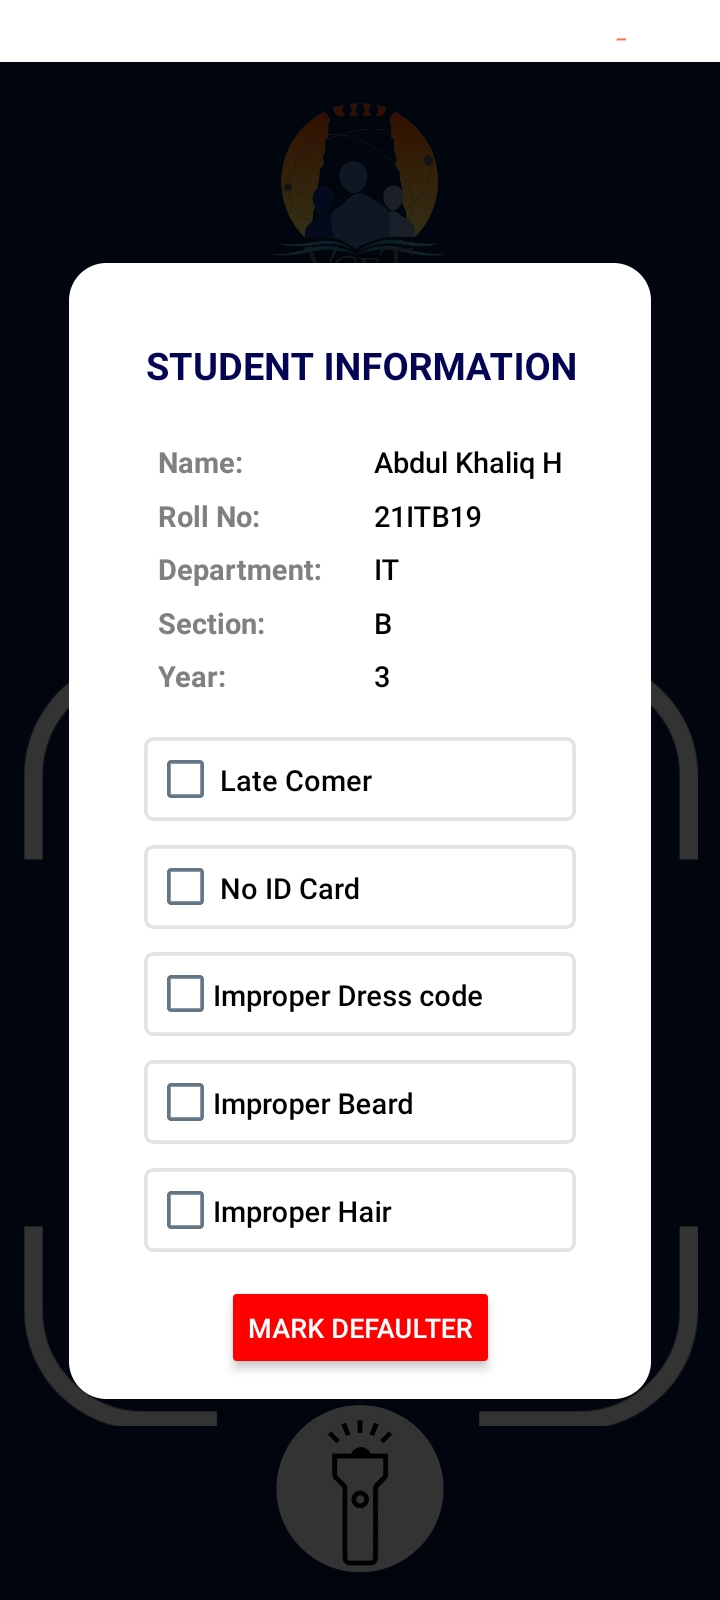 STUDENT INFORMATION
Name: Abdul Khaliq H
Roll No: 21ITB19
Department: IT
Section: B
Year: 3
Late Comer
No ID Card
Improper Dress code
Improper Beard
Improper Hair
MARK DEFAULTER